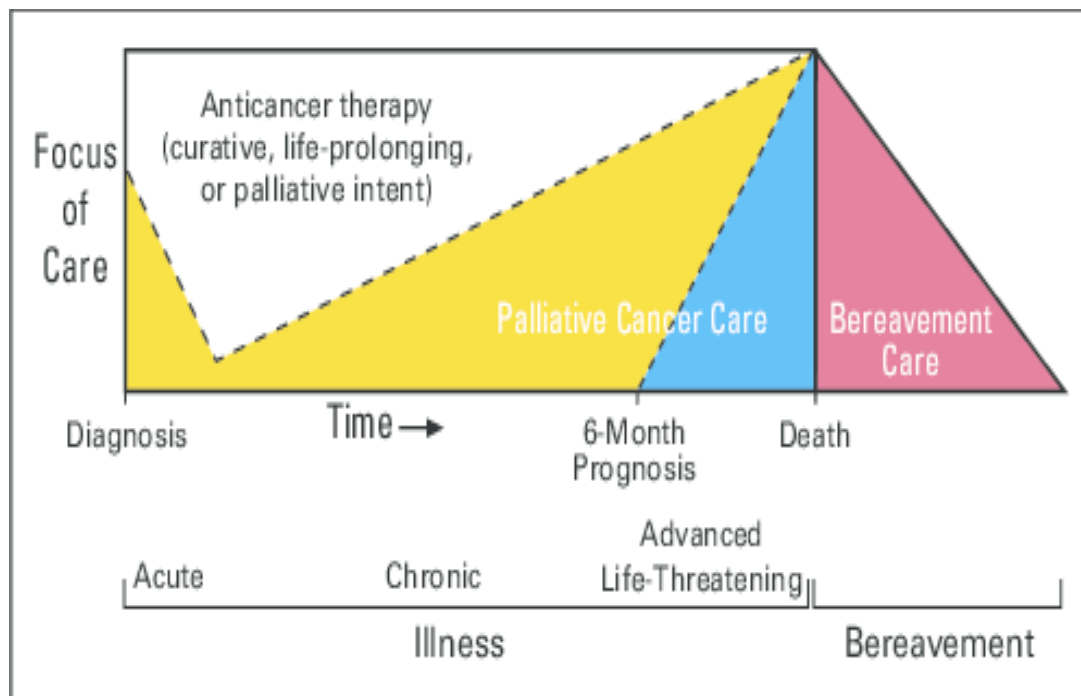 Anticancer therapy
(curative, life-prolonging,
or palliative intent)
Focus
of
Care
Palliative Cancer Care
Bereavement
Care
Diagnosis
Time →
6-Month
Prognosis
Death
Acute
Chronic
Advanced
Life-Threatening
Illness
Bereavement